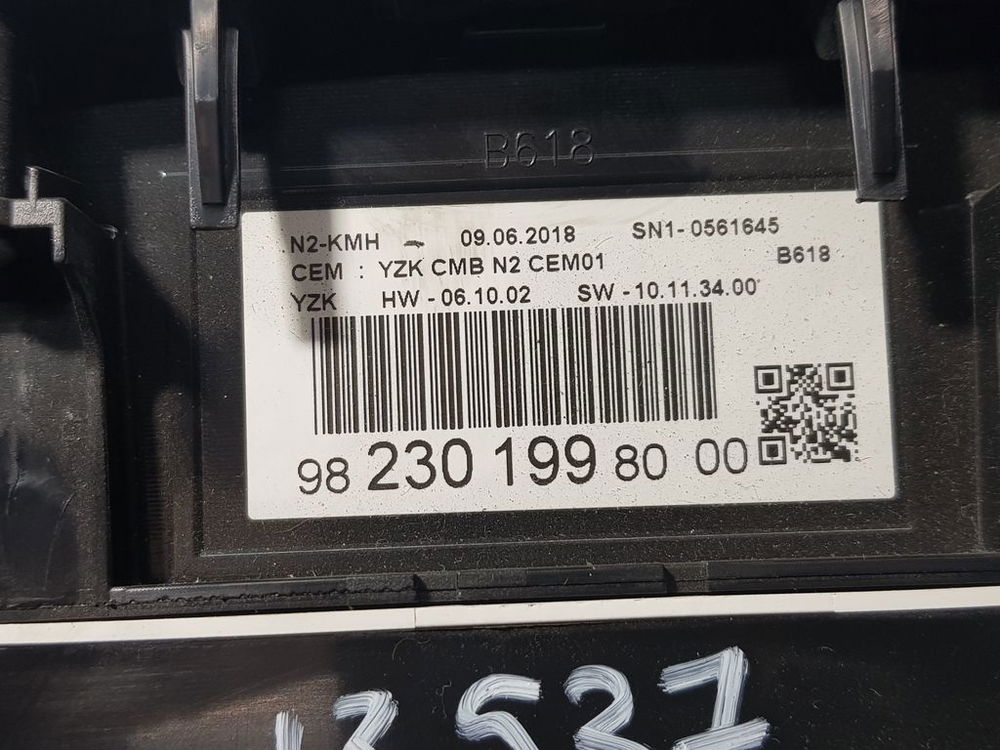 B618
N2-KMH - 09.06.2018 SN1-0561645
CEM : YZK CMB N2 CEM01 B618
YZK HW - 06.10.02 SW - 10.11.34.00
98 230 199 80 00
13527